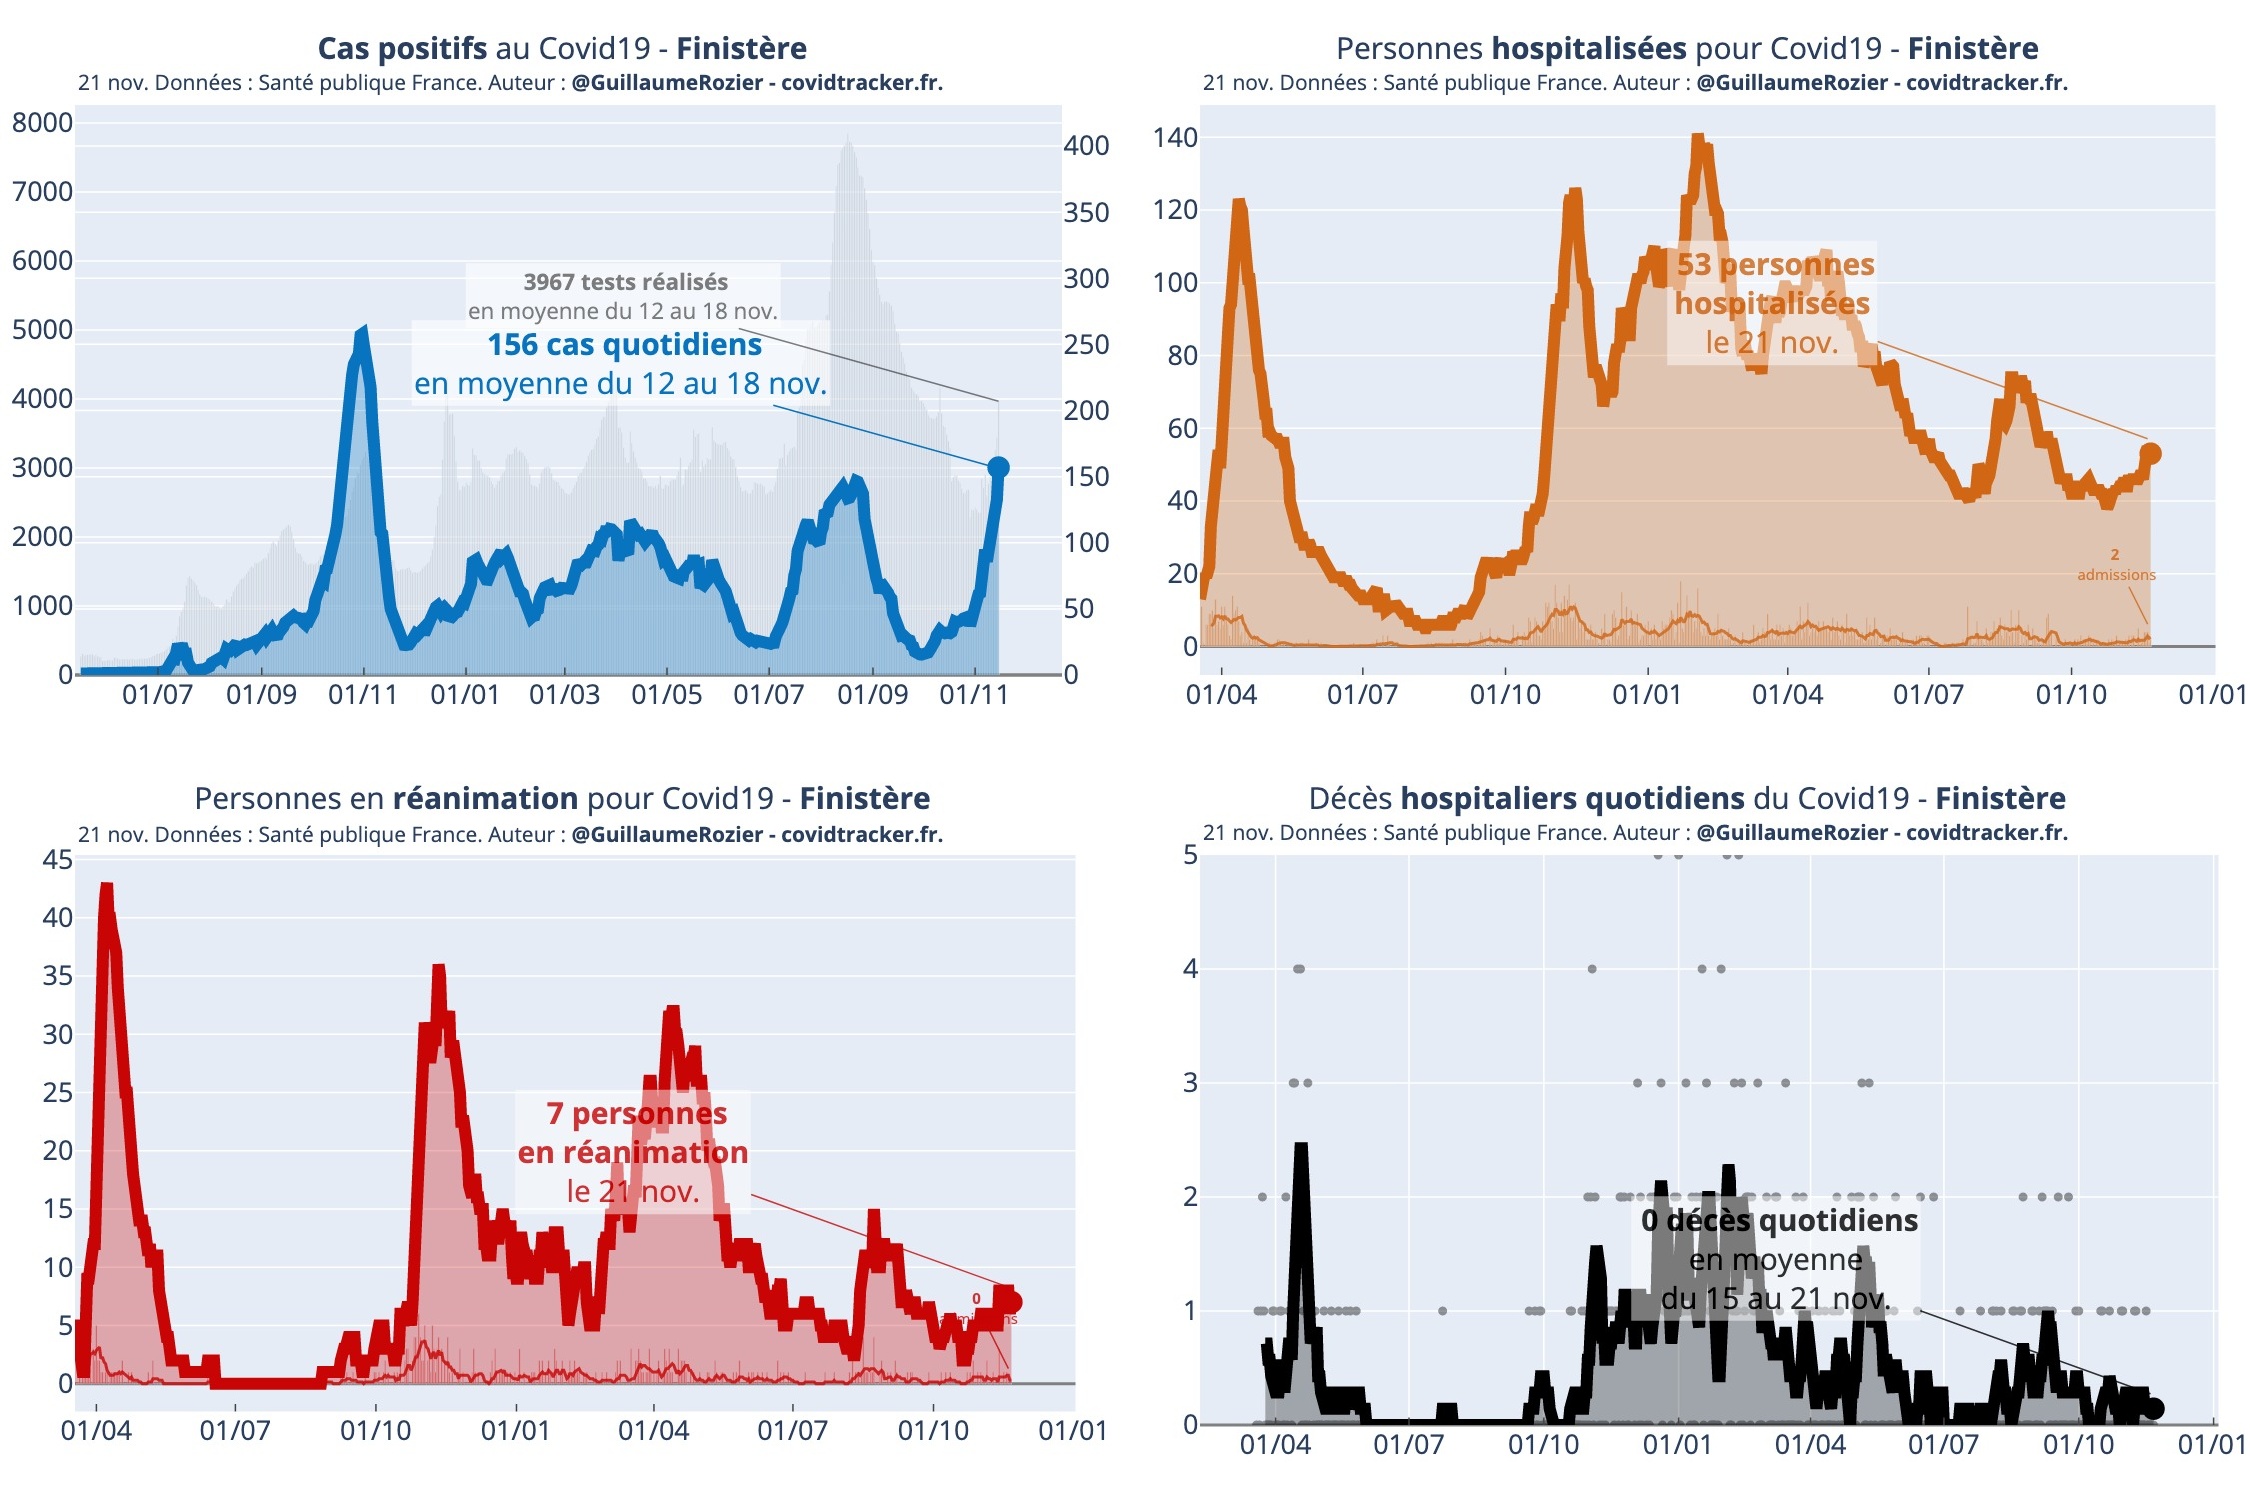 Cas positifs au Covid19 - Finistère
21 nov. Données : Santé publique France. Auteur : @GuillaumeRozier - covidtracker.fr.
8000
7000
6000
5000
4000
3000
2000
1000
0
400
350
300
250
200
150
100
50
0
3967 tests réalisés
en moyenne du 12 au 18 nov.
156 cas quotidiens
en moyenne du 12 au 18 nov.
01/07 01/09 01/11 01/01 01/03 01/05 01/07 01/09 01/11
Personnes hospitalisées pour Covid19 - Finistère
21 nov. Données : Santé publique France. Auteur : @GuillaumeRozier - covidtracker.fr.
140
120
100
80
60
40
20
0
53 personnes
hospitalisées
le 21 nov.
2
admissions
01/04 01/07 01/10 01/01 01/04 01/07 01/10 01/01
Personnes en réanimation pour Covid19 - Finistère
21 nov. Données : Santé publique France. Auteur : @GuillaumeRozier - covidtracker.fr.
45
40
35
30
25
20
15
10
5
0
7 personnes
en réanimation
le 21 nov.
0
admissions
01/04 01/07 01/10 01/01 01/04 01/07 01/10 01/01
Décès hospitaliers quotidiens du Covid19 - Finistère
21 nov. Données : Santé publique France. Auteur : @GuillaumeRozier - covidtracker.fr.
5
4
3
2
1
0
0 décès quotidiens
en moyenne
du 15 au 21 nov.
01/04 01/07 01/10 01/01 01/04 01/07 01/10 01/01